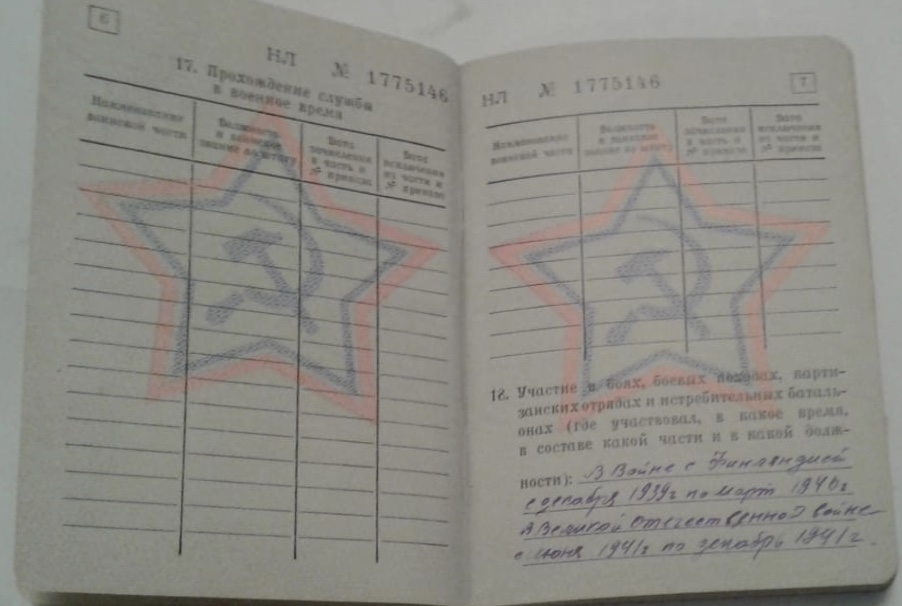 6
НЛ № 1775146
17. Прохождение службы
в военное время
Наименование
воинской части
Должность
и воинское
звание по штату
Дата
зачисления
в часть и
№ приказа
Дата
исключения
из части и
№ приказа
НЛ № 1775146
7
Наименование
воинской части
Должность
и воинское
звание по штату
Дата
зачисления
в часть и
№ приказа
Дата
исключения
из части и
№ приказа
18. Участие в боях, боевых походах, парти-
занских отрядах и истребительных баталь-
онах (где участвовал, в какое время,
в составе какой части и в какой долж-
ности): В Войне с Финляндией
с декабря 1939г по март 1940г
В Великой Отечественной войне
с июня 1941г по декабрь 1941г.